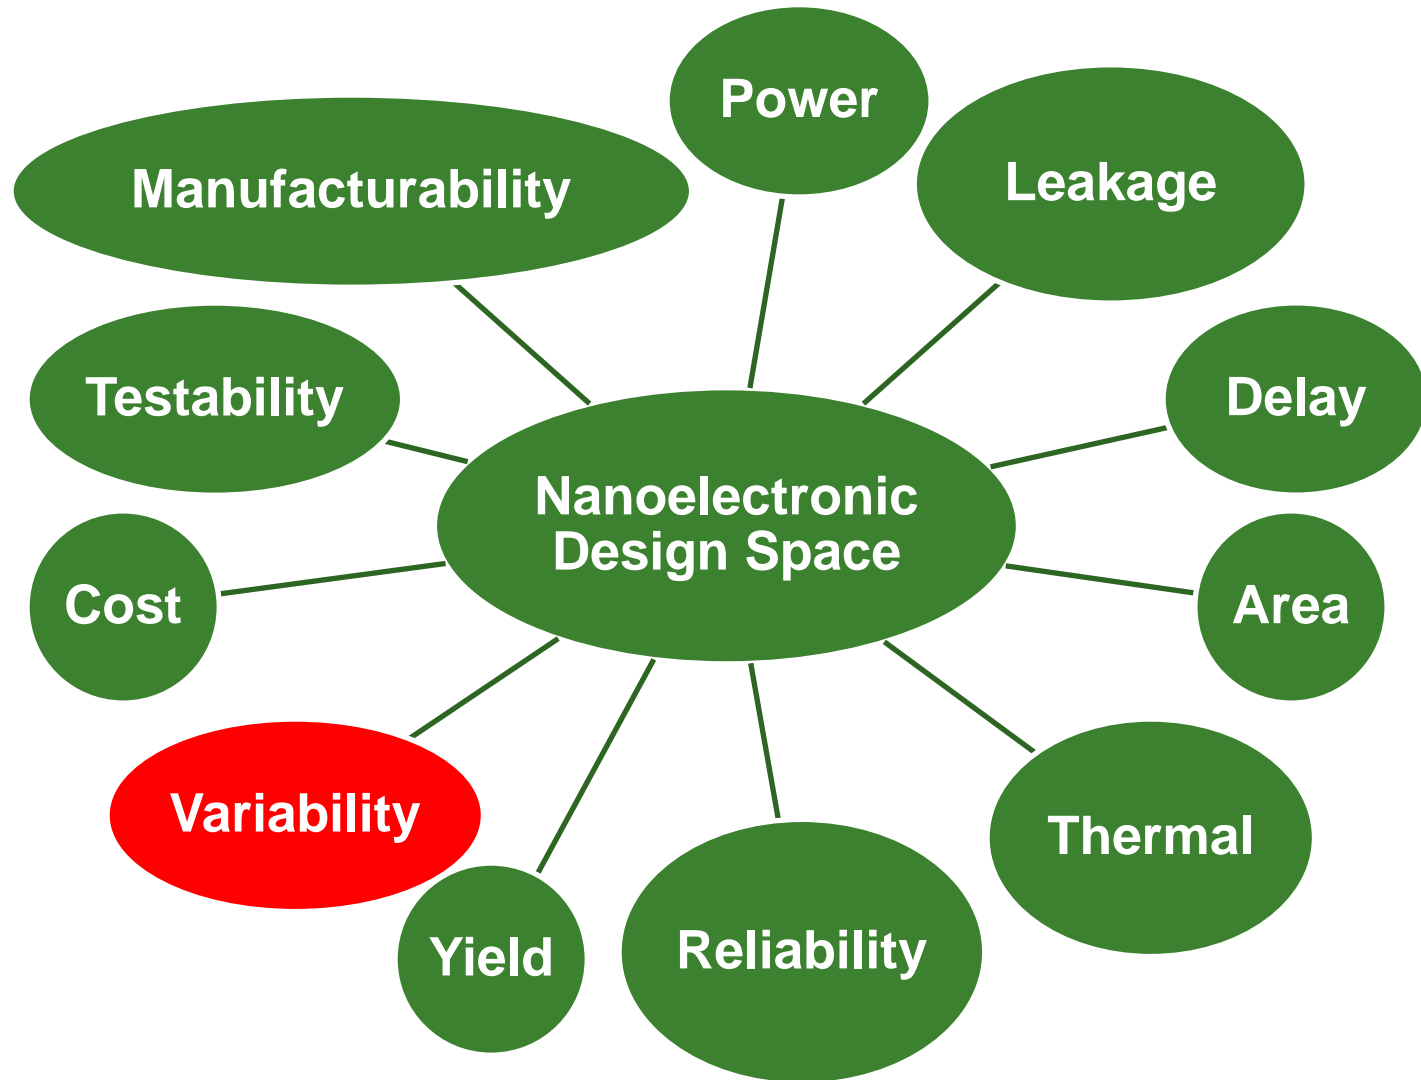 Power
Manufacturability
Leakage
Testability
Delay
Nanoelectronic
Design Space
Cost
Area
Variability
Thermal
Yield
Reliability